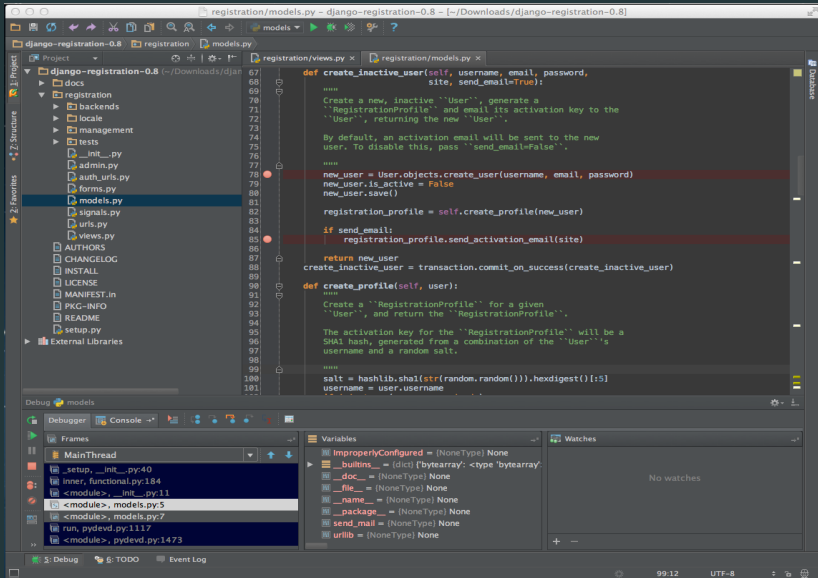 registration/models.py - django-registration-0.8 - [~/Downloads/django-registration-0.8]
models
django-registration-0.8
registration
models.py
1: Project
Z: Structure
2: Favorites
Database
Project
django-registration-0.8 (~/Downloads/djan
docs
registration
backends
locale
management
tests
__init__.py
admin.py
auth_urls.py
forms.py
models.py
signals.py
urls.py
views.py
AUTHORS
CHANGELOG
INSTALL
LICENSE
MANIFEST.in
PKG-INFO
README
setup.py
External Libraries
registration/views.py ×
registration/models.py ×
67 def create_inactive_user(self, username, email, password,
68 site, send_email=True):
69 """
70 Create a new, inactive ``User``, generate a
71 ``RegistrationProfile`` and email its activation key to the
72 ``User``, returning the new ``User``.
73
74 By default, an activation email will be sent to the new
75 user. To disable this, pass ``send_email=False``.
76
77 """
78 new_user = User.objects.create_user(username, email, password)
79 new_user.is_active = False
80 new_user.save()
81
82 registration_profile = self.create_profile(new_user)
83
84 if send_email:
85 registration_profile.send_activation_email(site)
86
87 return new_user
88 create_inactive_user = transaction.commit_on_success(create_inactive_user)
89
90 def create_profile(self, user):
91 """
92 Create a ``RegistrationProfile`` for a given
93 ``User``, and return the ``RegistrationProfile``.
94
95 The activation key for the ``RegistrationProfile`` will be a
96 SHA1 hash, generated from a combination of the ``User``'s
97 username and a random salt.
98
99 """
100 salt = hashlib.sha1(str(random.random())).hexdigest()[:5]
101 username = user.username
Debug models
Debugger
Console
Frames
MainThread
_setup, __init__.py:40
inner, functional.py:184
<module>, __init__.py:11
<module>, models.py:5
<module>, models.py:7
run, pydevd.py:1117
<module>, pydevd.py:1473
Variables
ImproperlyConfigured = {NoneType} None
__builtins__ = {dict} {'bytearray': <type 'bytearray'
__doc__ = {NoneType} None
__file__ = {NoneType} None
__name__ = {NoneType} None
__package__ = {NoneType} None
send_mail = {NoneType} None
urllib = {NoneType} None
Watches
No watches
5: Debug
6: TODO
Event Log
99:12
UTF-8